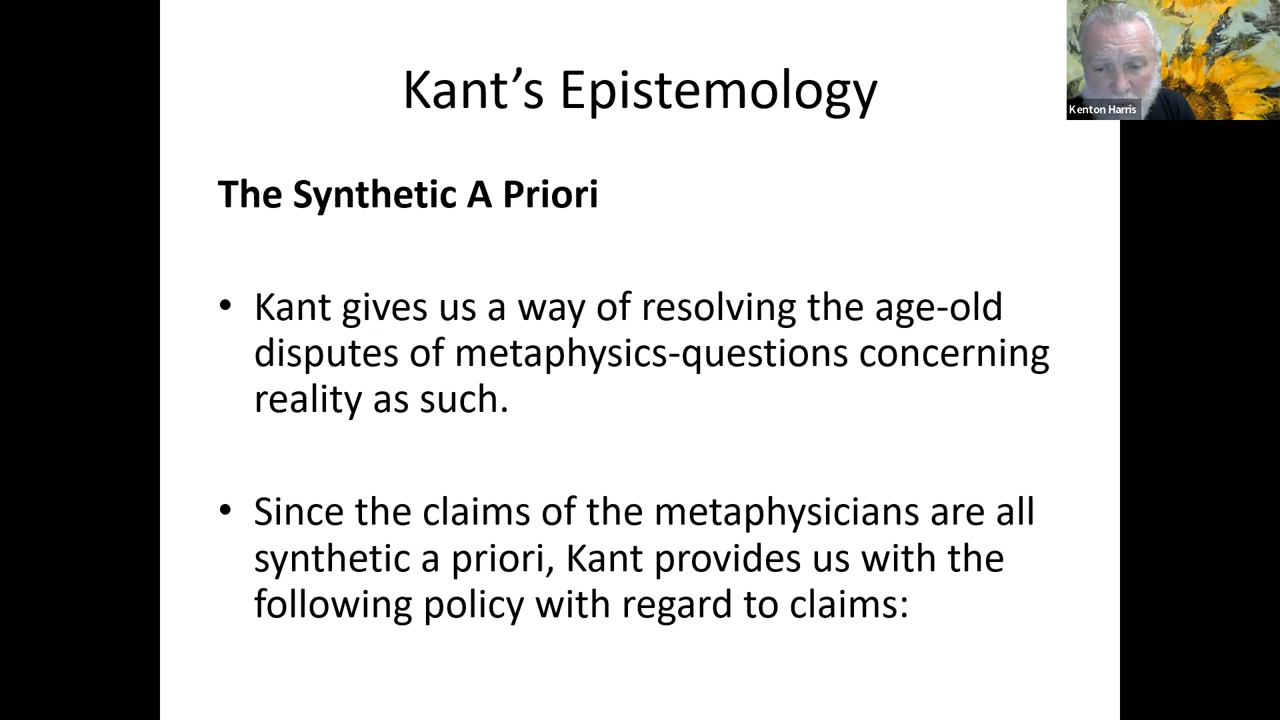 Kant's Epistemology
Kenton Harris
The Synthetic A Priori
• Kant gives us a way of resolving the age-old
disputes of metaphysics-questions concerning
reality as such.
• Since the claims of the metaphysicians are all
synthetic a priori, Kant provides us with the
following policy with regard to claims: